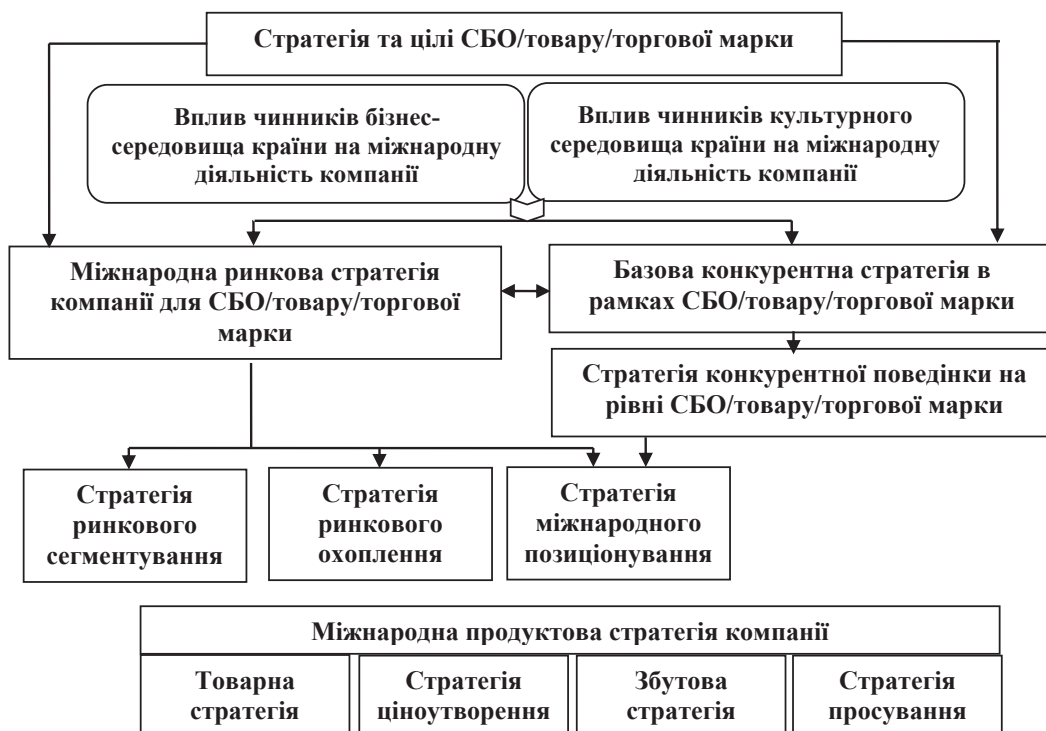 Стратегія та цілі СБО/товару/торгової марки
Вплив чинників бізнес-
середовища країни на міжнародну
діяльність компанії
Вплив чинників культурного
середовища країни на міжнародну
діяльність компанії
Міжнародна ринкова стратегія
компанії для СБО/товару/торгової
марки
Базова конкурентна стратегія в
рамках СБО/товару/торгової марки
Стратегія конкурентної поведінки на
рівні СБО/товару/торгової марки
Стратегія
ринкового
сегментування
Стратегія
ринкового
охоплення
Стратегія
міжнародного
позиціонування
Міжнародна продуктова стратегія компанії
Товарна
стратегія
Стратегія
ціноутворення
Збутова
стратегія
Стратегія
просування